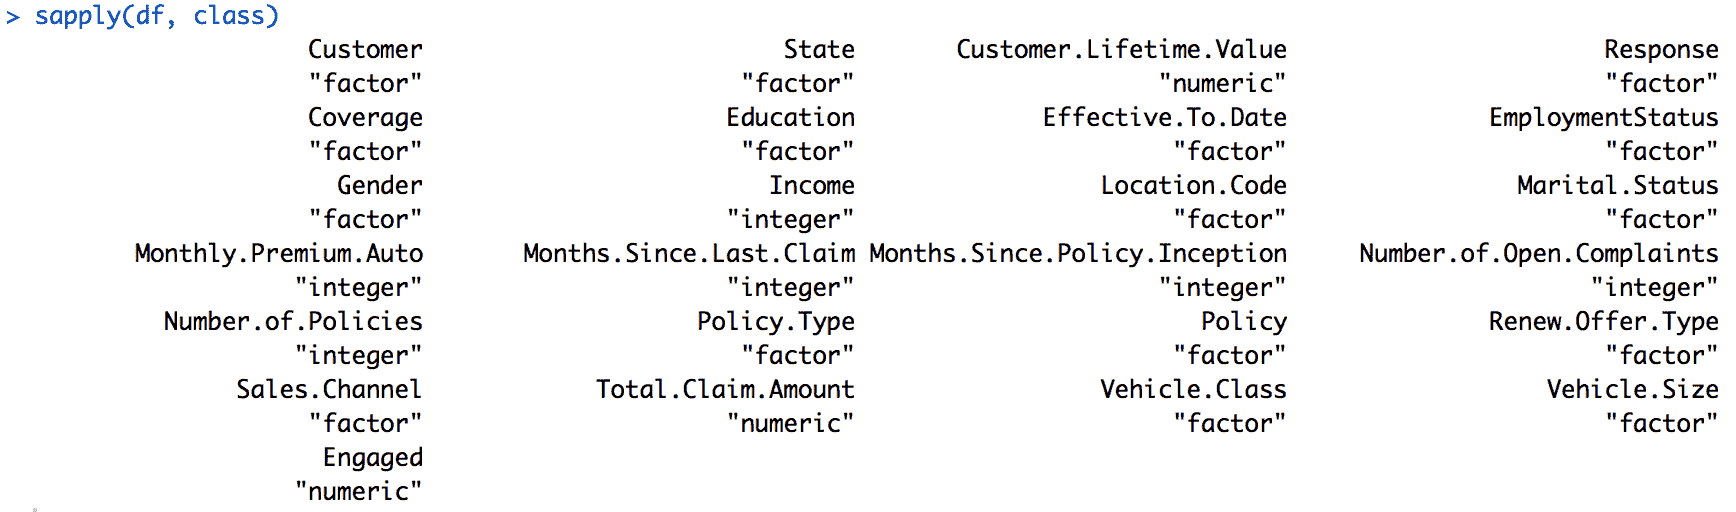 > sapply(df, class)
Customer State Customer.Lifetime.Value Response
"factor" "factor" "numeric" "factor"
Coverage Education Effective.To.Date EmploymentStatus
"factor" "factor" "factor" "factor"
Gender Income Location.Code Marital.Status
"factor" "integer" "factor" "factor"
Monthly.Premium.Auto Months.Since.Last.Claim Months.Since.Policy.Inception Number.of.Open.Complaints
"integer" "integer" "integer" "integer"
Number.of.Policies Policy.Type Policy Renew.Offer.Type
"integer" "factor" "factor" "factor"
Sales.Channel Total.Claim.Amount Vehicle.Class Vehicle.Size
"factor" "numeric" "factor" "factor"
Engaged
"numeric"